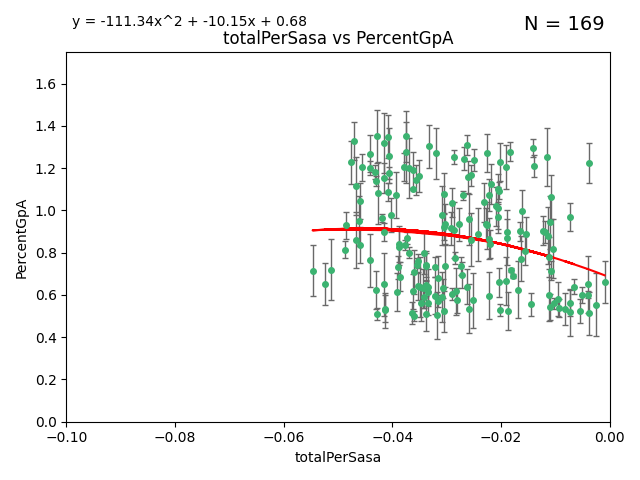 y = -111.34x^2 + -10.15x + 0.68
N = 169
totalPerSasa vs PercentGpA
PercentGpA
1.6
1.4
1.2
1.0
0.8
0.6
0.4
0.2
0.0
−0.10 −0.08 −0.06 −0.04 −0.02 0.00
totalPerSasa